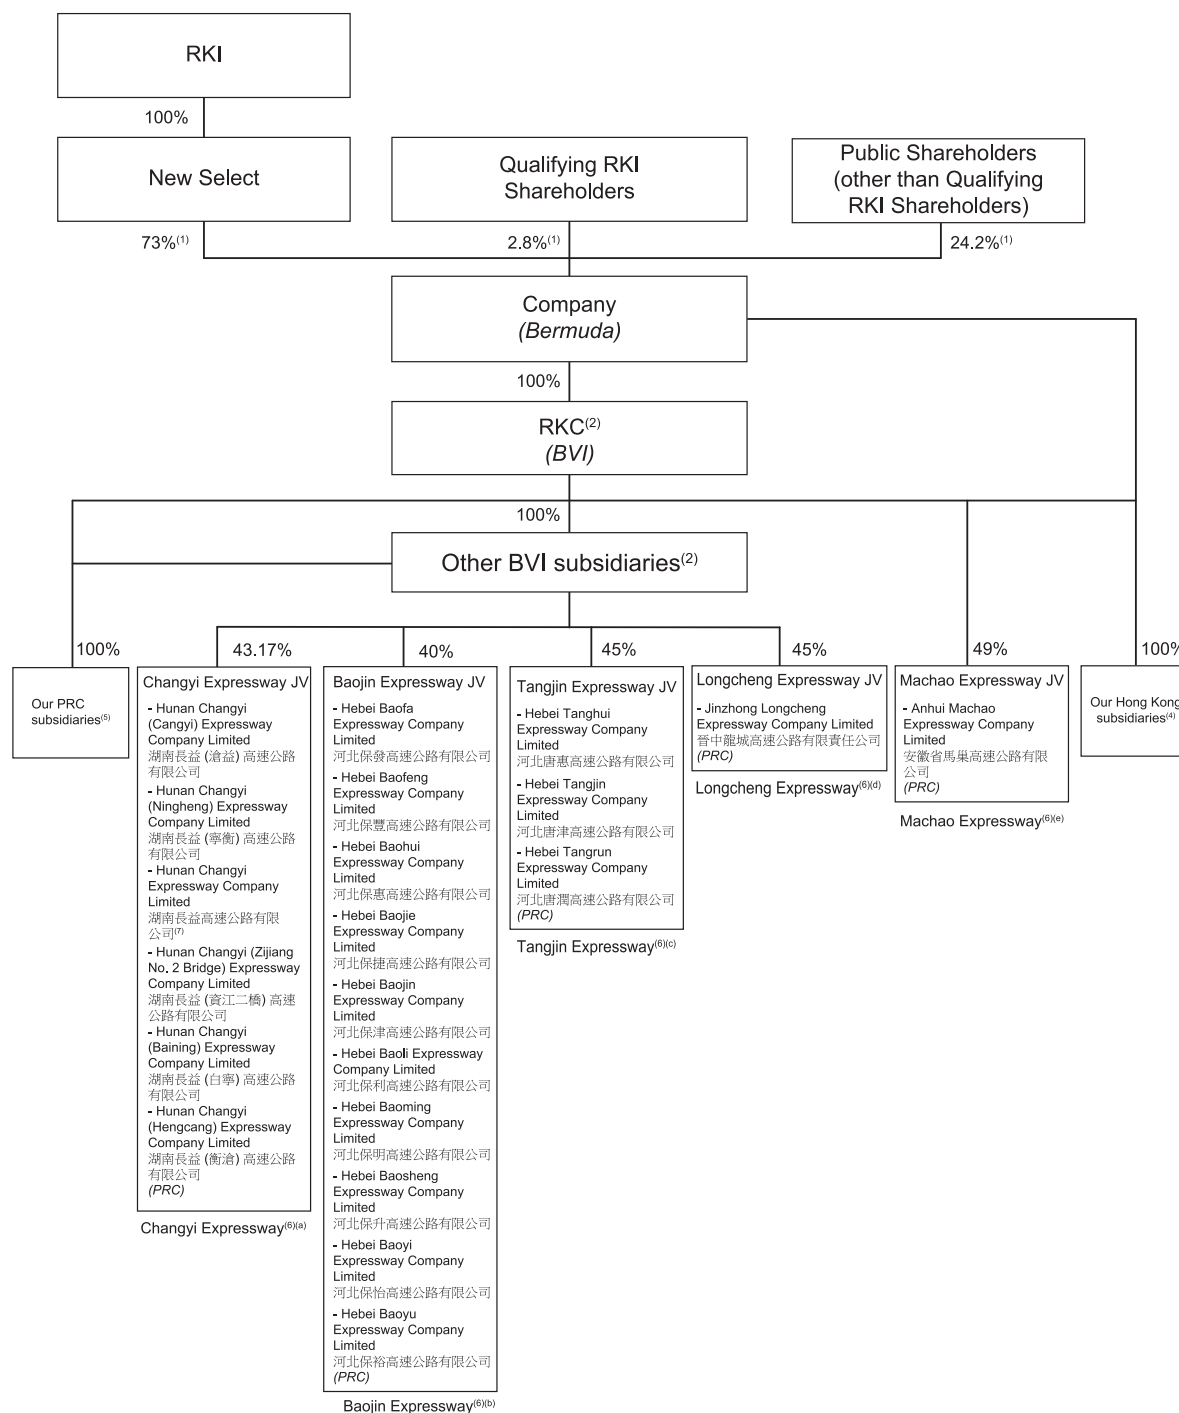 RKI
100%
New Select
Qualifying RKI
Shareholders
Public Shareholders
(other than Qualifying
RKI Shareholders)
73%(1)
2.8%(1)
24.2%(1)
Company
(Bermuda)
100%
RKC(2)
(BVI)
100%
Other BVI subsidiaries(2)
100%
43.17%
40%
45%
45%
49%
100%
Our PRC
subsidiaries(5)
Changyi Expressway JV
- Hunan Changyi
(Cangyi) Expressway
Company Limited
湖南長益 (滄益) 高速公路
有限公司
- Hunan Changyi
(Ningheng) Expressway
Company Limited
湖南長益 (寧衡) 高速公路
有限公司
- Hunan Changyi
Expressway Company
Limited
湖南長益高速公路有限
公司(7)
- Hunan Changyi (Zijiang
No. 2 Bridge) Expressway
Company Limited
湖南長益 (資江二橋) 高速
公路有限公司
- Hunan Changyi
(Baining) Expressway
Company Limited
湖南長益 (白寧) 高速公路
有限公司
- Hunan Changyi
(Hengcang) Expressway
Company Limited
湖南長益 (衡滄) 高速公路
有限公司
(PRC)
Changyi Expressway(6)(a)
Baojin Expressway JV
- Hebei Baofa
Expressway Company
Limited
河北保發高速公路有限公司
- Hebei Baofeng
Expressway Company
Limited
河北保豐高速公路有限公司
- Hebei Baohui
Expressway Company
Limited
河北保惠高速公路有限公司
- Hebei Baojie
Expressway Company
Limited
河北保捷高速公路有限公司
- Hebei Baojin
Expressway Company
Limited
河北保津高速公路有限公司
- Hebei Baoli Expressway
Company Limited
河北保利高速公路有限公司
- Hebei Baoming
Expressway Company
Limited
河北保明高速公路有限公司
- Hebei Baosheng
Expressway Company
Limited
河北保升高速公路有限公司
- Hebei Baoyi
Expressway Company
Limited
河北保怡高速公路有限公司
- Hebei Baoyu
Expressway Company
Limited
河北保裕高速公路有限公司
(PRC)
Baojin Expressway(6)(b)
Tangjin Expressway JV
- Hebei Tanghui
Expressway Company
Limited
河北唐惠高速公路有限公司
- Hebei Tangjin
Expressway Company
Limited
河北唐津高速公路有限公司
- Hebei Tangrun
Expressway Company
Limited
河北唐潤高速公路有限公司
(PRC)
Tangjin Expressway(6)(c)
Longcheng Expressway JV
- Jinzhong Longcheng
Expressway Company Limited
晉中龍城高速公路有限責任公司
(PRC)
Longcheng Expressway(6)(d)
Machao Expressway JV
- Anhui Machao
Expressway Company
Limited
安徽省馬巢高速公路有限
公司
(PRC)
Machao Expressway(6)(e)
Our Hong Kong
subsidiaries(4)